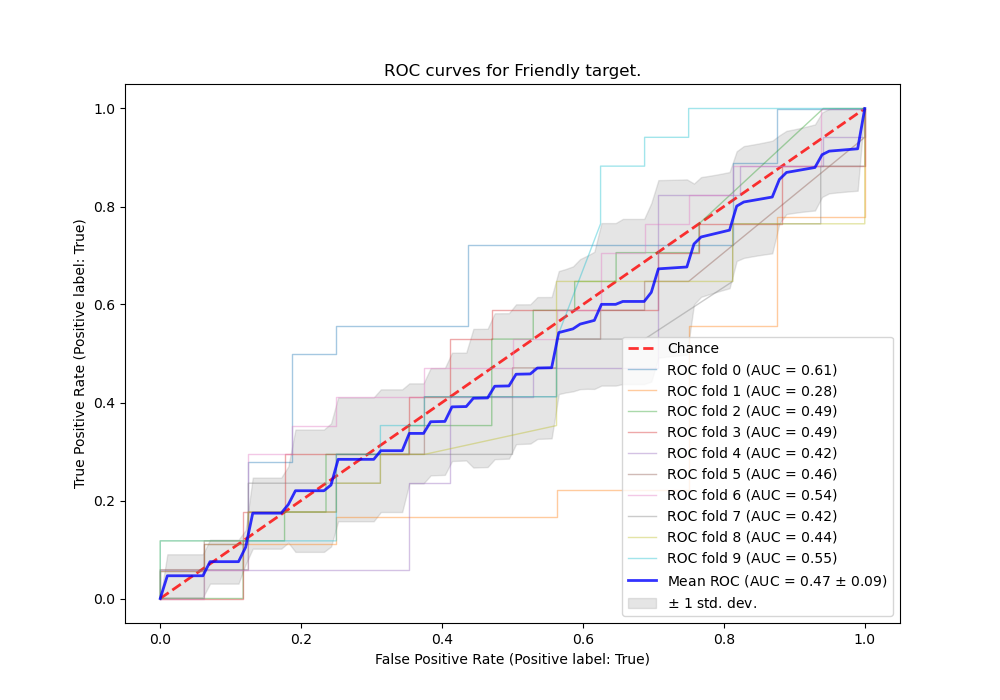 ROC curves for Friendly target.
True Positive Rate (Positive label: True)
1.0
0.8
0.6
0.4
0.2
0.0
Chance
ROC fold 0 (AUC = 0.61)
ROC fold 1 (AUC = 0.28)
ROC fold 2 (AUC = 0.49)
ROC fold 3 (AUC = 0.49)
ROC fold 4 (AUC = 0.42)
ROC fold 5 (AUC = 0.46)
ROC fold 6 (AUC = 0.54)
ROC fold 7 (AUC = 0.42)
ROC fold 8 (AUC = 0.44)
ROC fold 9 (AUC = 0.55)
Mean ROC (AUC = 0.47 ± 0.09)
± 1 std. dev.
0.0 0.2 0.4 0.6 0.8 1.0
False Positive Rate (Positive label: True)